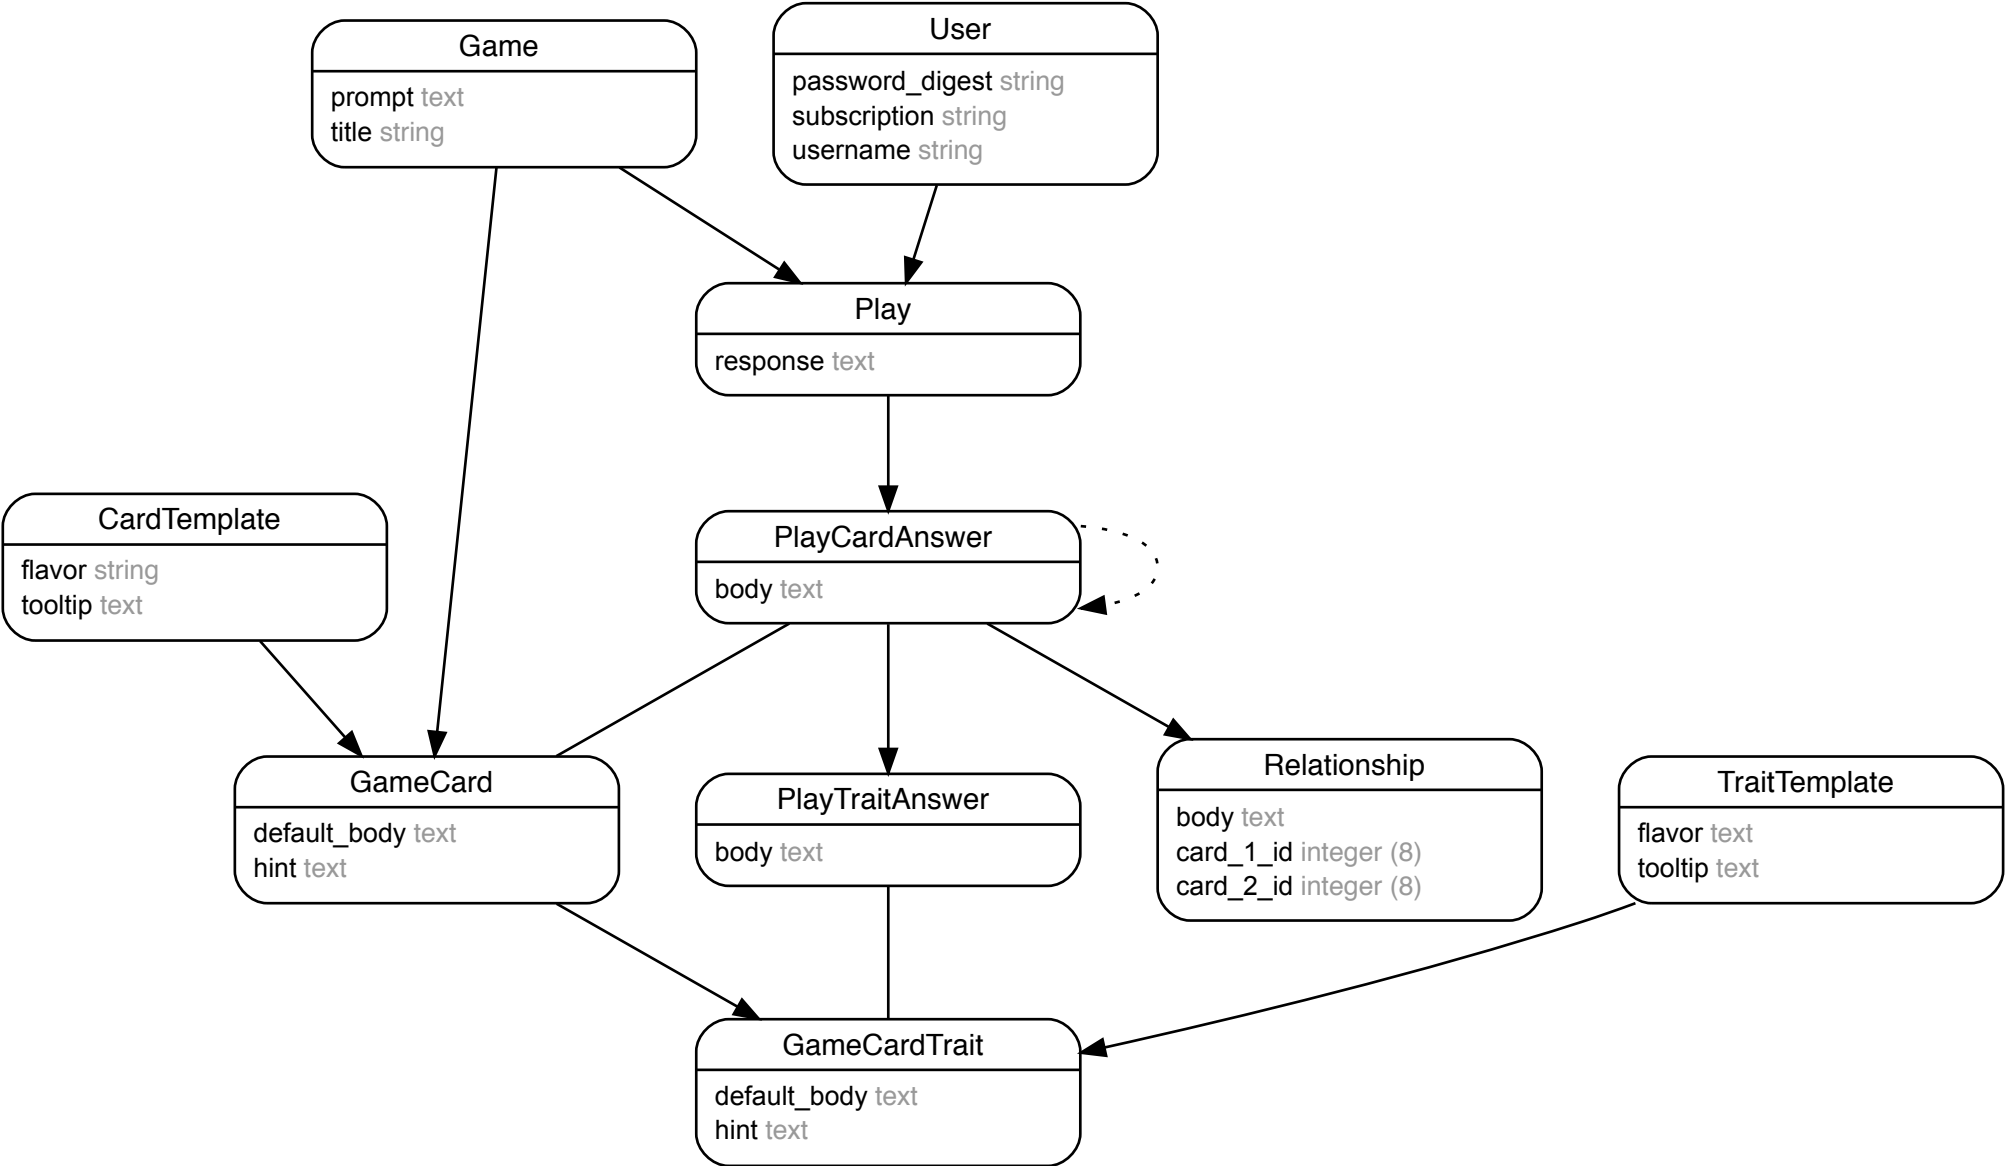 Game
prompt text
title string
User
password_digest string
subscription string
username string
Play
response text
CardTemplate
flavor string
tooltip text
PlayCardAnswer
body text
GameCard
default_body text
hint text
PlayTraitAnswer
body text
Relationship
body text
card_1_id integer (8)
card_2_id integer (8)
TraitTemplate
flavor text
tooltip text
GameCardTrait
default_body text
hint text